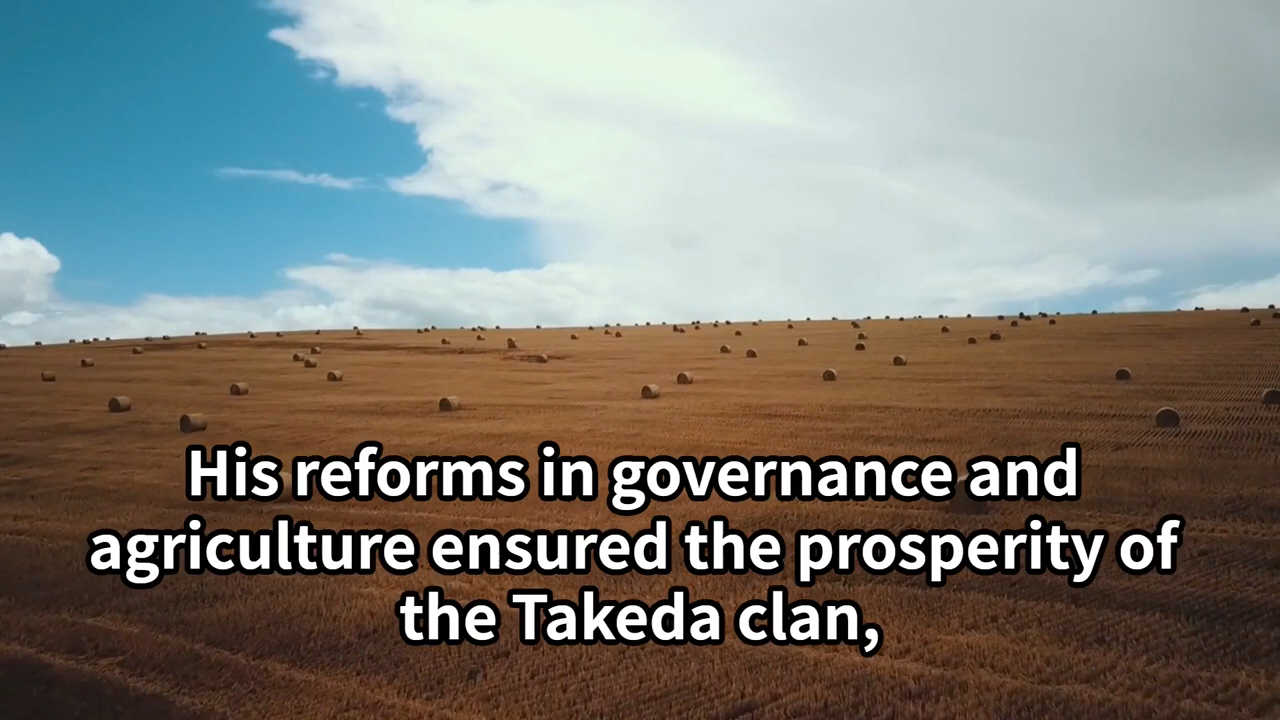 His reforms in governance and
agriculture ensured the prosperity of
the Takeda clan,